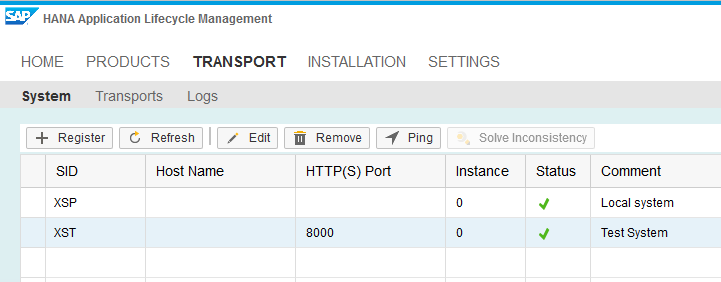 SAP HANA Application Lifecycle Management
HOME PRODUCTS TRANSPORT INSTALLATION SETTINGS
System Transports Logs
Register Refresh Edit Remove Ping Solve Inconsistency
SID Host Name HTTP(S) Port Instance Status Comment
XSP 0 Local system
XST 8000 0 Test System